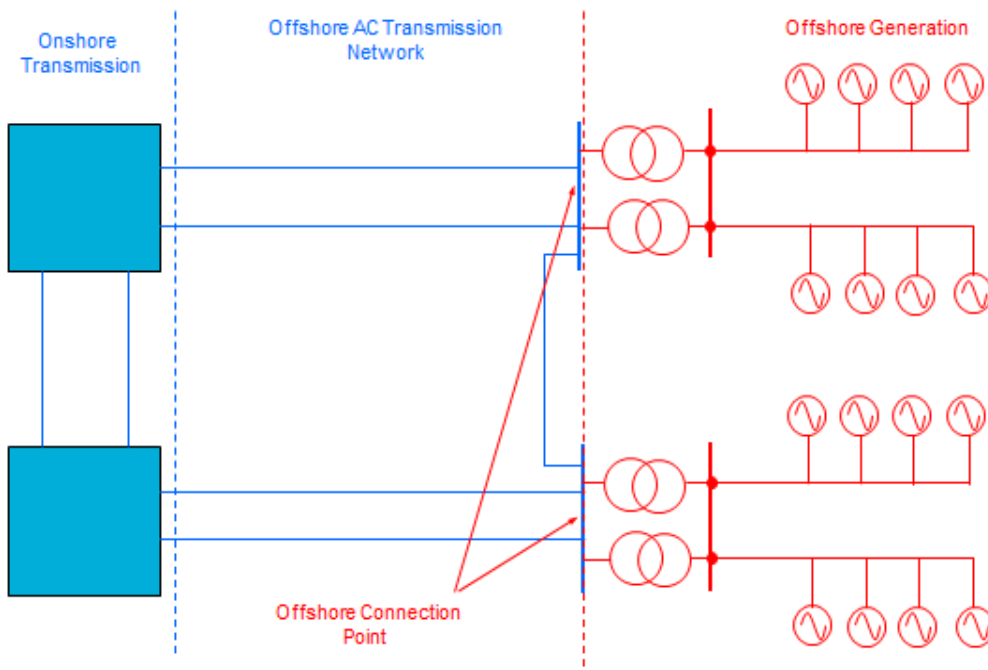 Onshore
Transmission
Offshore AC Transmission
Network
Offshore Generation
Offshore Connection
Point